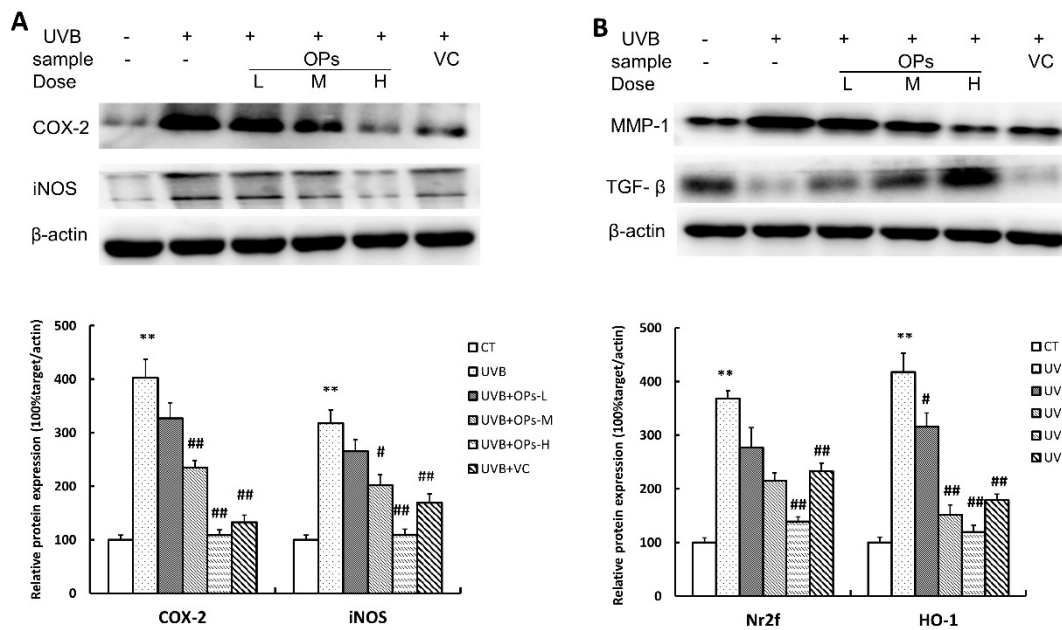 A
UVB - + + + + +
sample - - OPs VC
Dose L M H
COX-2
iNOS
β-actin
Relative protein expression (100%target/actin)
500
400
300
200
100
0
**
##
##
##
**
#
##
##
COX-2
iNOS
CT
UVB
UVB+OPs-L
UVB+OPs-M
UVB+OPs-H
UVB+VC
B
UVB - + + + + +
sample - - OPs VC
Dose L M H
MMP-1
TGF- β
β-actin
Relative protein expression (100%target/actin)
500
400
300
200
100
0
**
##
##
**
#
##
##
##
Nr2f
HO-1
CT
UV
UV
UV
UV
UV